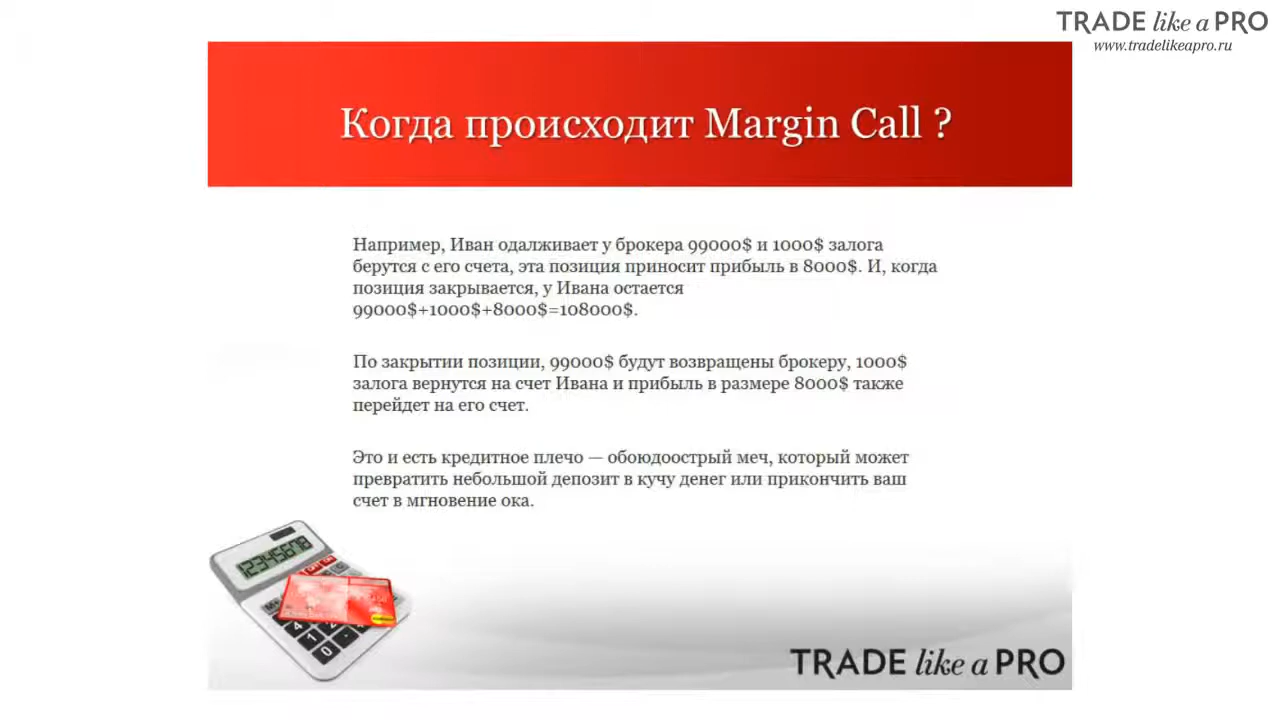 TRADE like a PRO
www.tradelikeapro.ru
Когда происходит Margin Call ?
Например, Иван одалживает у брокера 99000$ и 1000$ залога
берутся с его счета, эта позиция приносит прибыль в 8000$. И, когда
позиция закрывается, у Ивана остается
99000$+1000$+8000$=108000$.
По закрытии позиции, 99000$ будут возвращены брокеру, 1000$
залога вернутся на счет Ивана и прибыль в размере 8000$ также
перейдет на его счет.
Это и есть кредитное плечо — обоюдоострый меч, который может
превратить небольшой депозит в кучу денег или прикончить ваш
счет в мгновение ока.
12345678
TRADE like a PRO